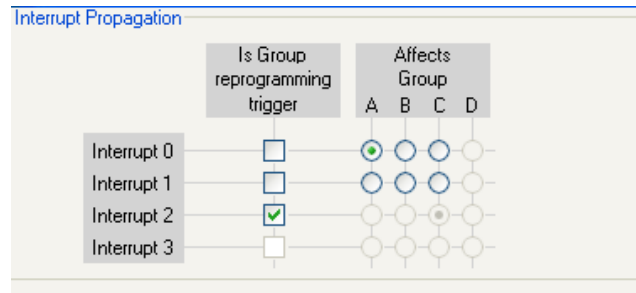 Interrupt Propagation
Is Group
reprogramming
trigger
Affects
Group
A B C D
Interrupt 0
Interrupt 1
Interrupt 2
Interrupt 3